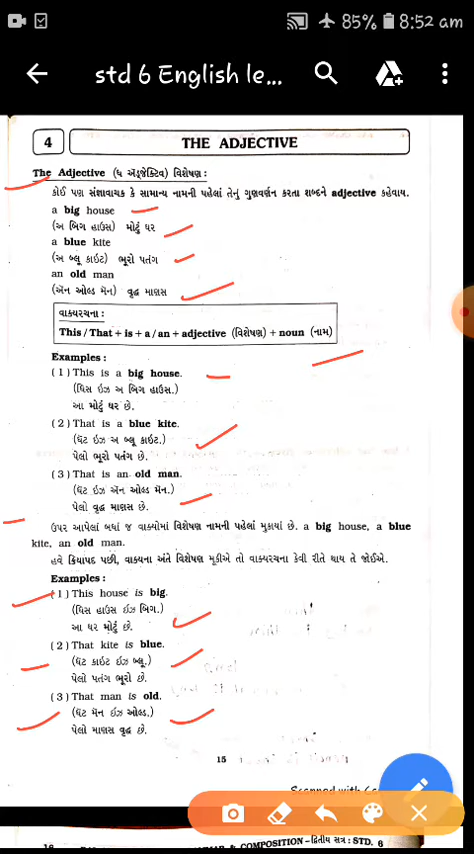 85% 8:52 am
std 6 English le...
4 THE ADJECTIVE
The Adjective (ધ ઍડ્જેક્ટિવ) વિશેષણ :
કોઈ પણ સંજ્ઞાવાચક કે સામાન્ય નામની પહેલાં તેનું ગુણવર્ણન કરતા શબ્દને adjective કહેવાય.
a big house
(અ બિગ હાઉસ) મોટું ઘર
a blue kite
(અ બ્લૂ કાઇટ) ભૂરો પતંગ
an old man
(ઍન ઓલ્ડ મૅન) વૃદ્ધ માણસ
વાક્યરચના :
This / That + is + a / an + adjective (વિશેષણ) + noun (નામ)
Examples :
( 1 ) This is a big house.
(ધિસ ઇઝ અ બિગ હાઉસ.)
આ મોટું ઘર છે.
( 2 ) That is a blue kite.
(ધૅટ ઇઝ અ બ્લૂ કાઇટ.)
પેલો ભૂરો પતંગ છે.
( 3 ) That is an old man.
(ધૅટ ઇઝ ઍન ઓલ્ડ મૅન.)
પેલો વૃદ્ધ માણસ છે.
ઉપર આપેલાં બધાં જ વાક્યોમાં વિશેષણ નામની પહેલાં મુકાયાં છે. a big house, a blue
kite, an old man.
હવે ક્રિયાપદ પછી, વાક્યના અંતે વિશેષણ મૂકીએ તો વાક્યરચના કેવી રીતે થાય તે જોઈએ.
Examples :
( 1 ) This house is big.
(ધિસ હાઉસ ઇઝ બિગ.)
આ ઘર મોટું છે.
( 2 ) That kite is blue.
(ધૅટ કાઇટ ઇઝ બ્લૂ.)
પેલો પતંગ ભૂરો છે.
( 3 ) That man is old.
(ધૅટ મૅન ઇઝ ઓલ્ડ.)
પેલો માણસ વૃદ્ધ છે.
15
Scanned with
& COMPOSITION – દ્વિતીય સત્ર : STD. 6